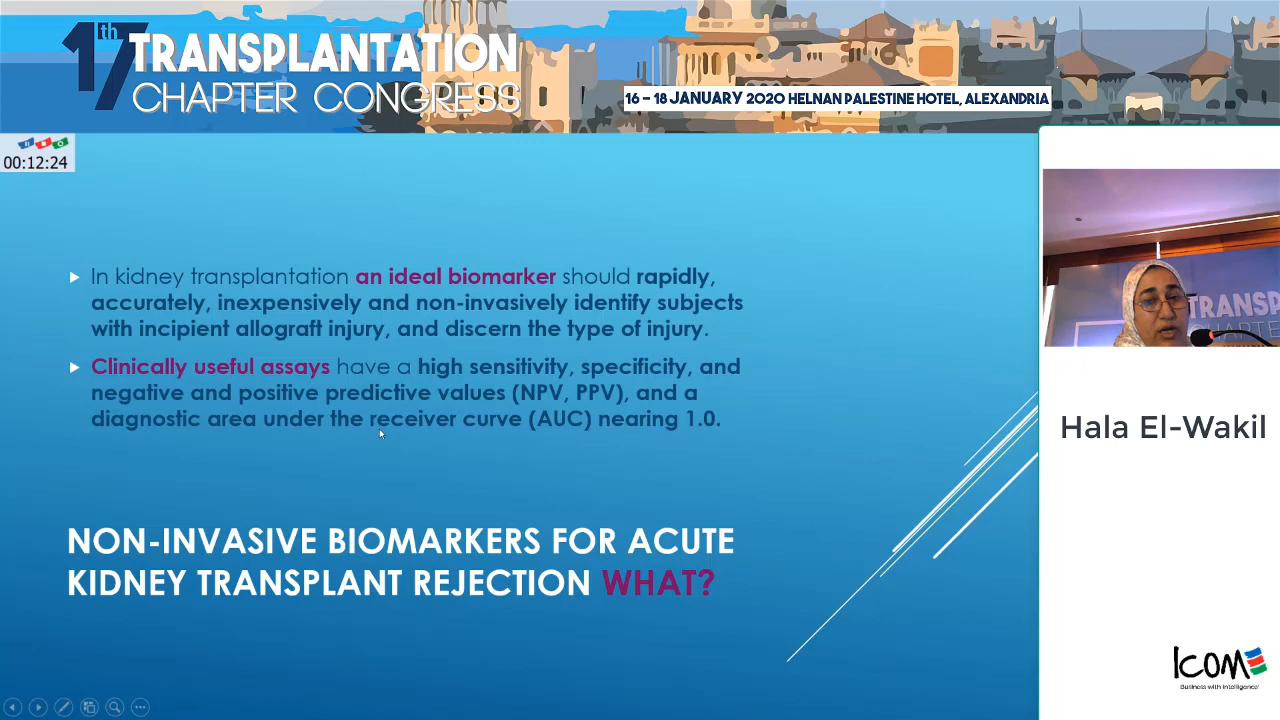 17th TRANSPLANTATION
CHAPTER CONGRESS
16 – 18 JANUARY 2020 HELNAN PALESTINE HOTEL, ALEXANDRIA
00:12:24
In kidney transplantation an ideal biomarker should rapidly,
accurately, inexpensively and non-invasively identify subjects
with incipient allograft injury, and discern the type of injury.
Clinically useful assays have a high sensitivity, specificity, and
negative and positive predictive values (NPV, PPV), and a
diagnostic area under the receiver curve (AUC) nearing 1.0.
NON-INVASIVE BIOMARKERS FOR ACUTE
KIDNEY TRANSPLANT REJECTION WHAT?
TRANSP
CHAPTER
Hala El-Wakil
ICOM
Business with Intelligence